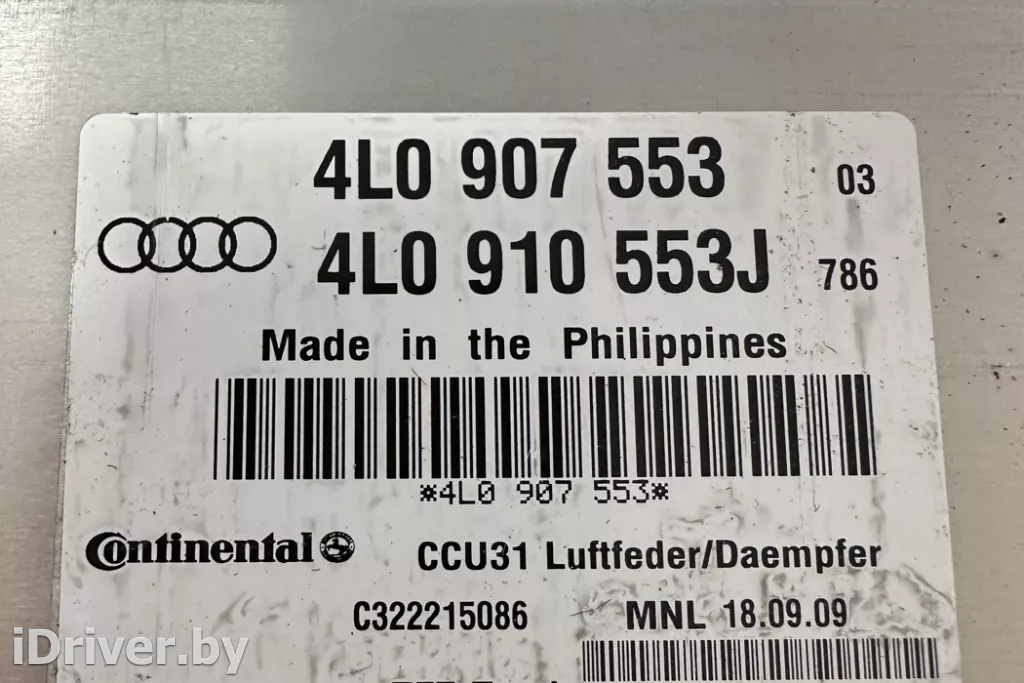 4L0 907 553 03
4L0 910 553J 786
Made in the Philippines
*4L0 907 553*
Continental CCU31 Luftfeder/Daempfer
C322215086 MNL 18.09.09
iDriver.by